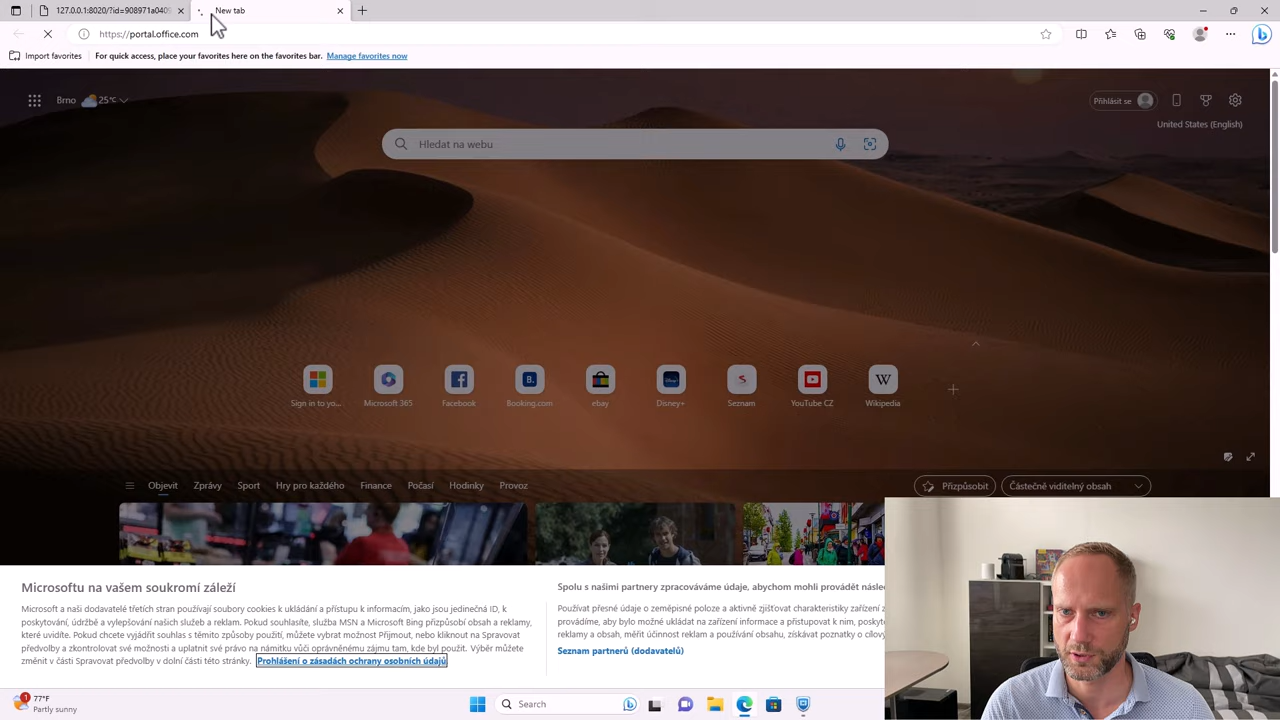 127.0.0.1:8020/?id=908971a0409
New tab
https://portal.office.com
Import favorites
For quick access, place your favorites here on the favorites bar. Manage favorites now
Brno 25°C
Přihlásit se
United States (English)
Hledat na webu
Sign in to yo...
Microsoft 365
Facebook
Booking.com
ebay
Disney+
Seznam
YouTube CZ
Wikipedia
Objevit Zprávy Sport Hry pro každého Finance Počasí Hodinky Provoz
Přizpůsobit
Částečně viditelný obsah
Microsoftu na vašem soukromí záleží
Microsoft a naši dodavatelé třetích stran používají soubory cookies k ukládání a přístupu k informacím, jako jsou jedinečná ID, k
poskytování, údržbě a vylepšování našich služeb a reklam. Pokud souhlasíte, služba MSN a Microsoft Bing přizpůsobí obsah a reklamy,
které uvidíte. Pokud chcete vyjádřit souhlas s těmito způsoby použití, můžete vybrat možnost Přijmout, nebo kliknout na Spravovat
předvolby a zkontrolovat své možnosti a uplatnit své právo na námitku vůči oprávněnému zájmu tam, kde byl použit. Výběr můžete
změnit v části Spravovat předvolby v dolní části této stránky. Prohlášení o zásadách ochrany osobních údajů
Spolu s našimi partnery zpracováváme údaje, abychom mohli provádět násle
Používat přesné údaje o zeměpisné poloze a aktivně zjišťovat charakteristiky zařízení z
provádíme, aby bylo možné ukládat na zařízení informace a přistupovat k nim, poskyto
reklamy a obsah, měřit účinnost reklam a používání obsahu, získávat poznatky o cílový
Seznam partnerů (dodavatelů)
1
77°F
Partly sunny
Search